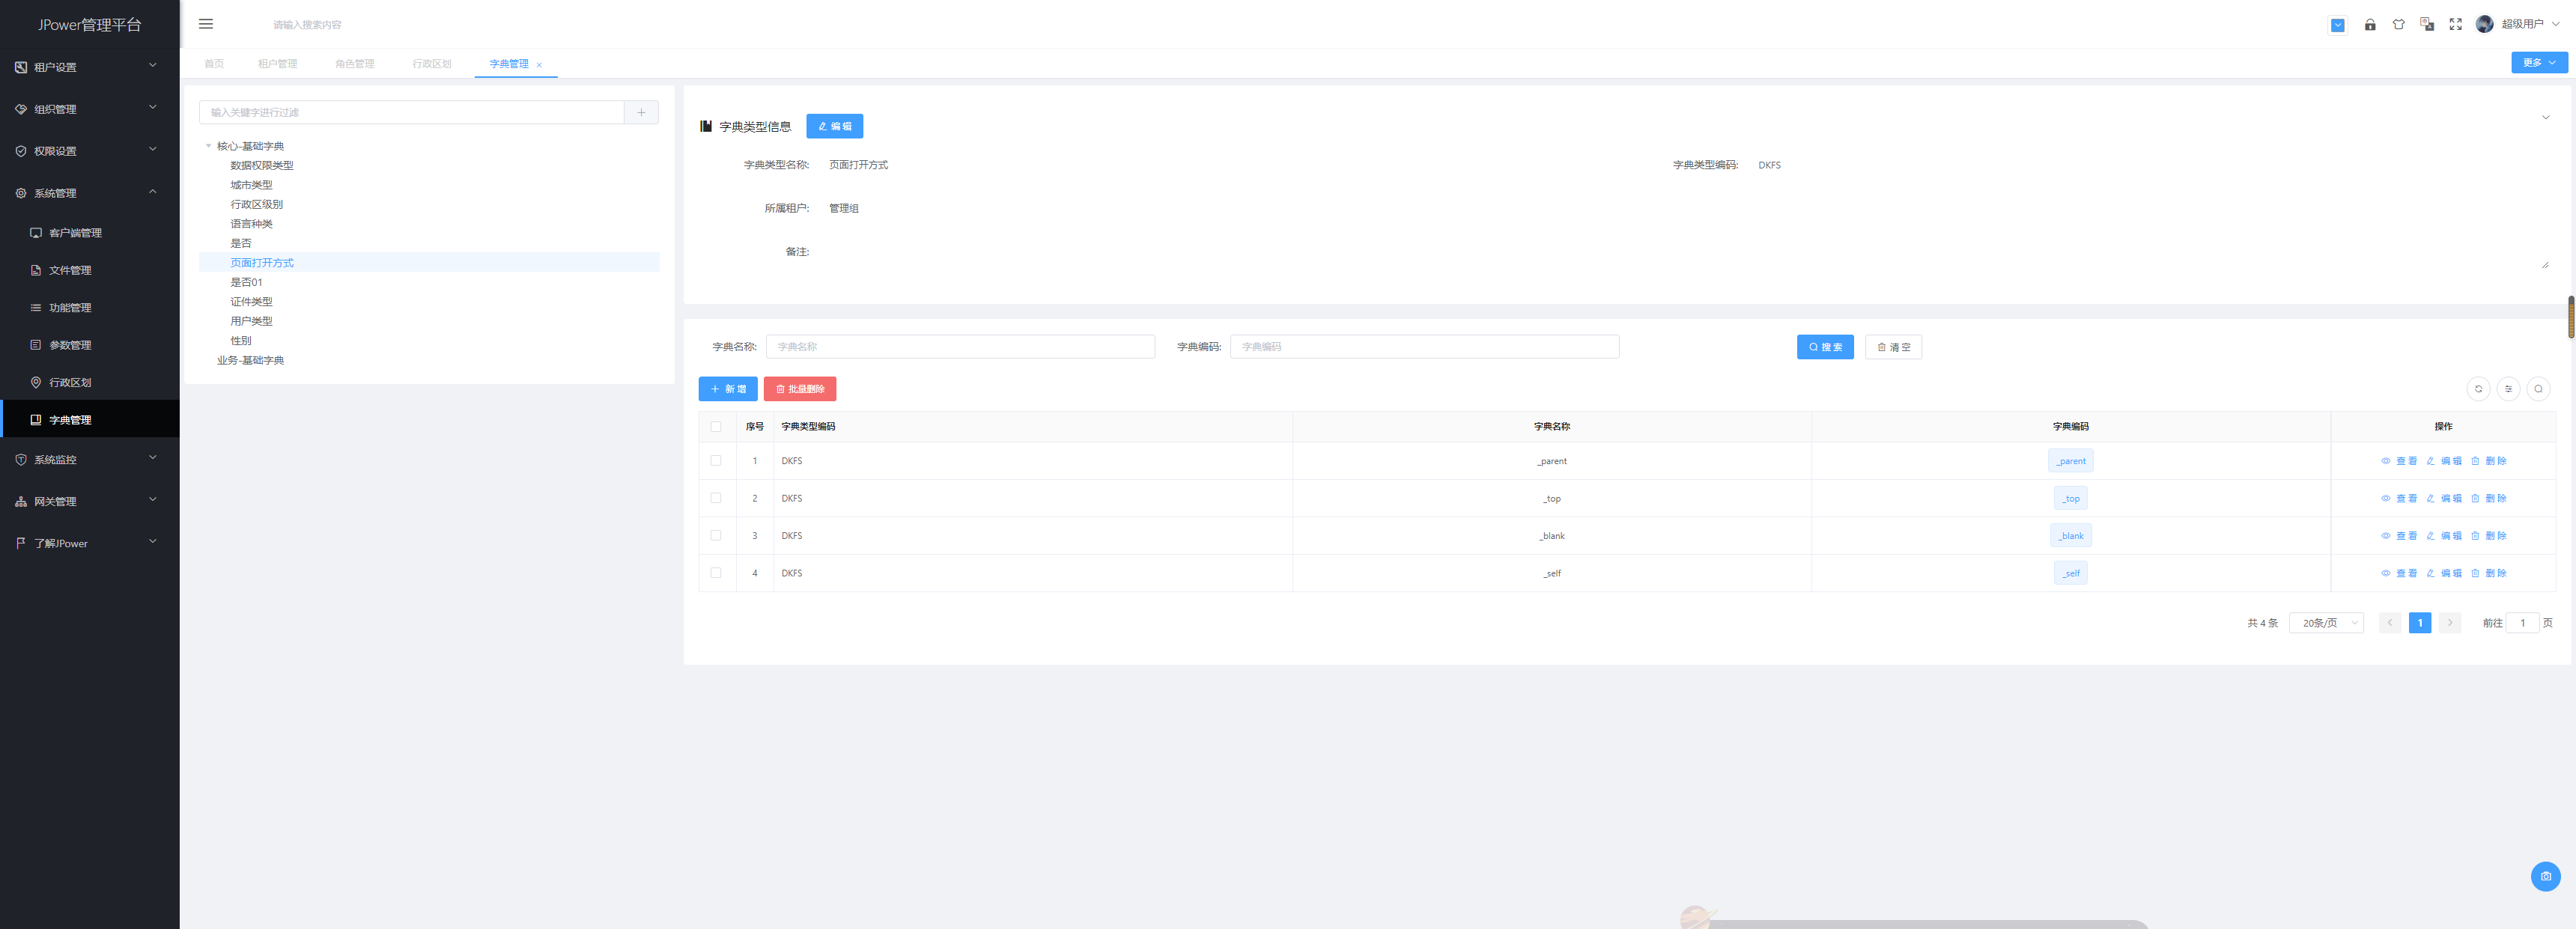 JPower管理平台
请输入搜索内容
超级用户
首页
租户管理
角色管理
行政区划
字典管理
更多
租户设置
组织管理
权限设置
系统管理
客户端管理
文件管理
功能管理
参数管理
行政区划
字典管理
系统监控
网关管理
了解JPower
输入关键字进行过滤
核心-基础字典
数据权限类型
城市类型
行政区级别
语言种类
是否
页面打开方式
是否01
证件类型
用户类型
性别
业务-基础字典
字典类型信息 编 辑
字典类型名称: 页面打开方式 字典类型编码: DKFS
所属租户: 管理组
备注:
字典名称: 字典名称 字典编码: 字典编码 搜 索 清 空
新 增 批量删除
序号 字典类型编码 字典名称 字典编码 操作
1 DKFS _parent _parent 查 看 编 辑 删 除
2 DKFS _top _top 查 看 编 辑 删 除
3 DKFS _blank _blank 查 看 编 辑 删 除
4 DKFS _self _self 查 看 编 辑 删 除
共 4 条 20条/页 1 前往 1 页